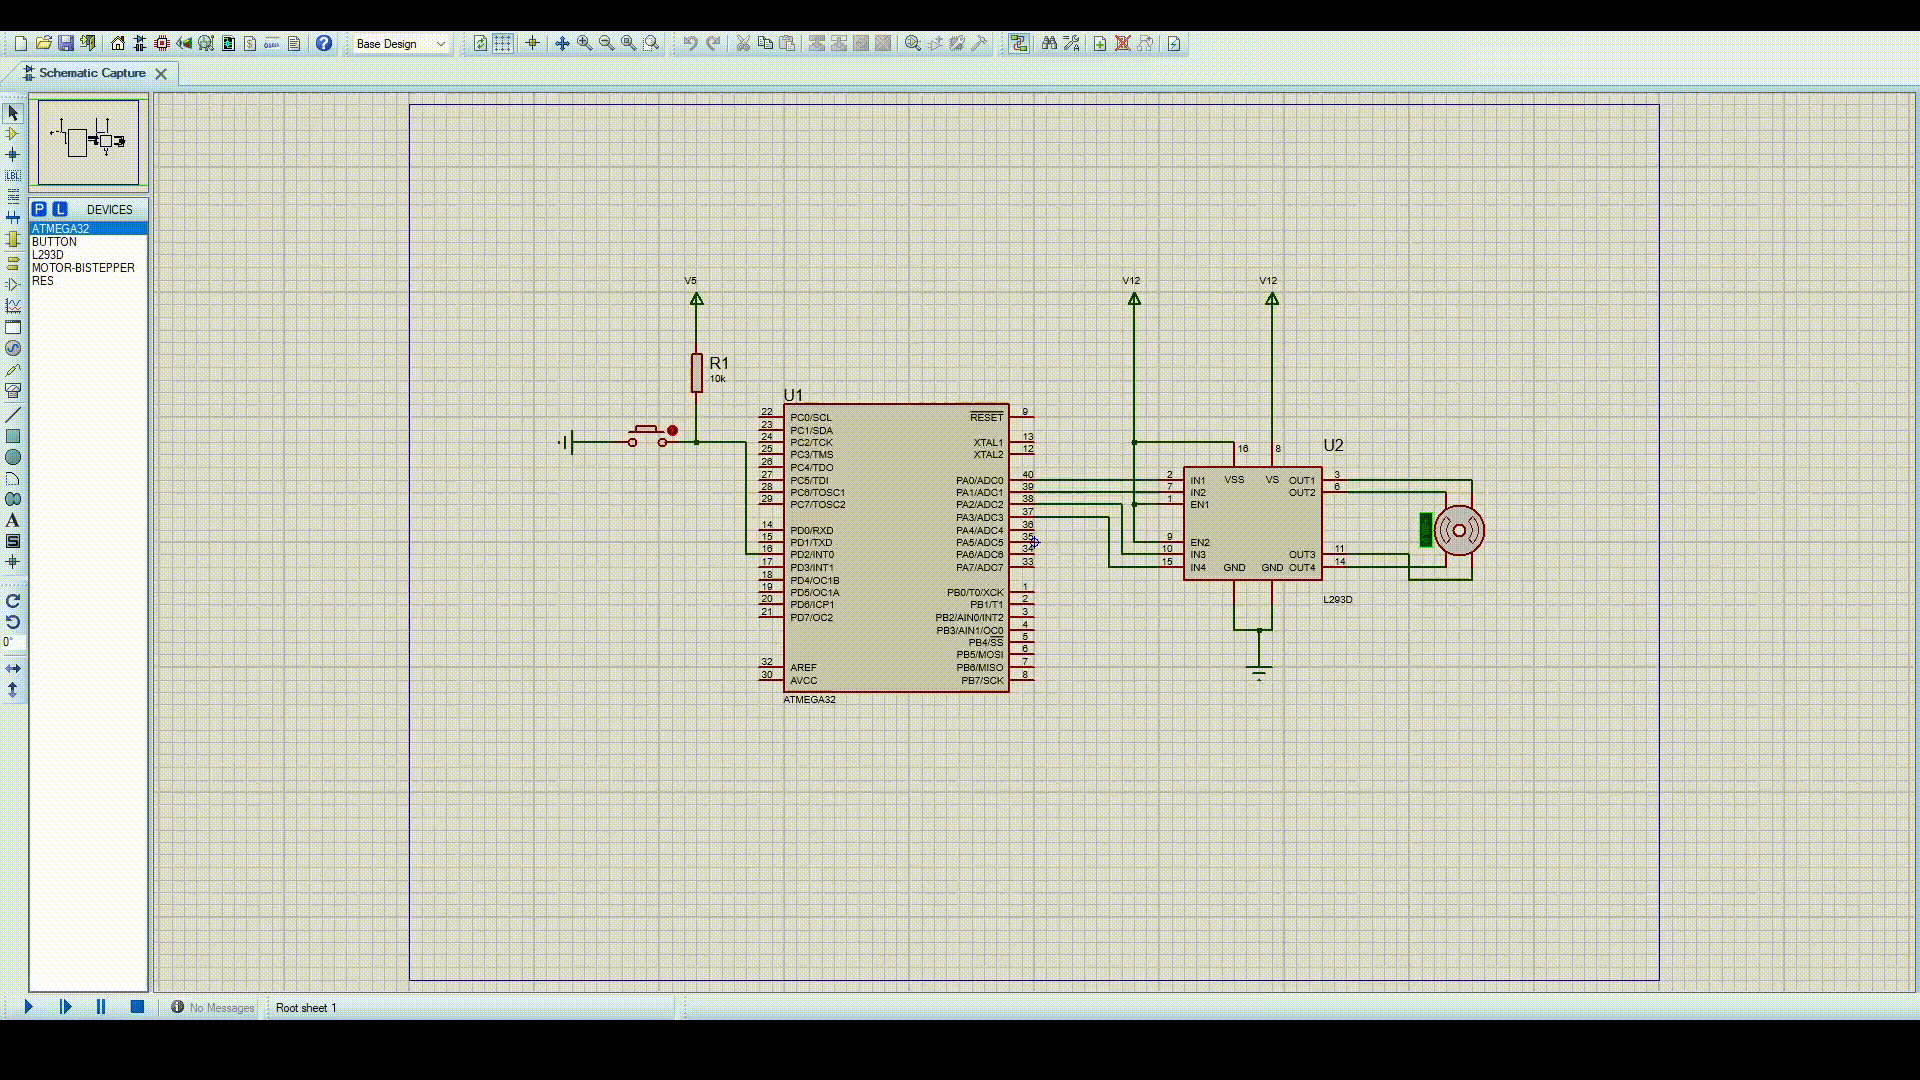 Base Design
Schematic Capture
LBL
P L DEVICES
ATMEGA32
BUTTON
L293D
MOTOR-BISTEPPER
RES
A
S
0°
V5
V12
V12
R1
10k
U1
22 PC0/SCL
23 PC1/SDA
24 PC2/TCK
25 PC3/TMS
26 PC4/TDO
27 PC5/TDI
28 PC6/TOSC1
29 PC7/TOSC2
14 PD0/RXD
15 PD1/TXD
16 PD2/INT0
17 PD3/INT1
18 PD4/OC1B
19 PD5/OC1A
20 PD6/ICP1
21 PD7/OC2
32 AREF
30 AVCC
RESET 9
XTAL1 13
XTAL2 12
PA0/ADC0 40
PA1/ADC1 39
PA2/ADC2 38
PA3/ADC3 37
PA4/ADC4 36
PA5/ADC5 35
PA6/ADC6 34
PA7/ADC7 33
PB0/T0/XCK 1
PB1/T1 2
PB2/AIN0/INT2 3
PB3/AIN1/OC0 4
PB4/SS 5
PB5/MOSI 6
PB6/MISO 7
PB7/SCK 8
ATMEGA32
U2
16 8
VSS VS
2 IN1
7 IN2
1 EN1
9 EN2
10 IN3
15 IN4
OUT1 3
OUT2 6
OUT3 11
OUT4 14
GND GND
L293D
No Messages
Root sheet 1